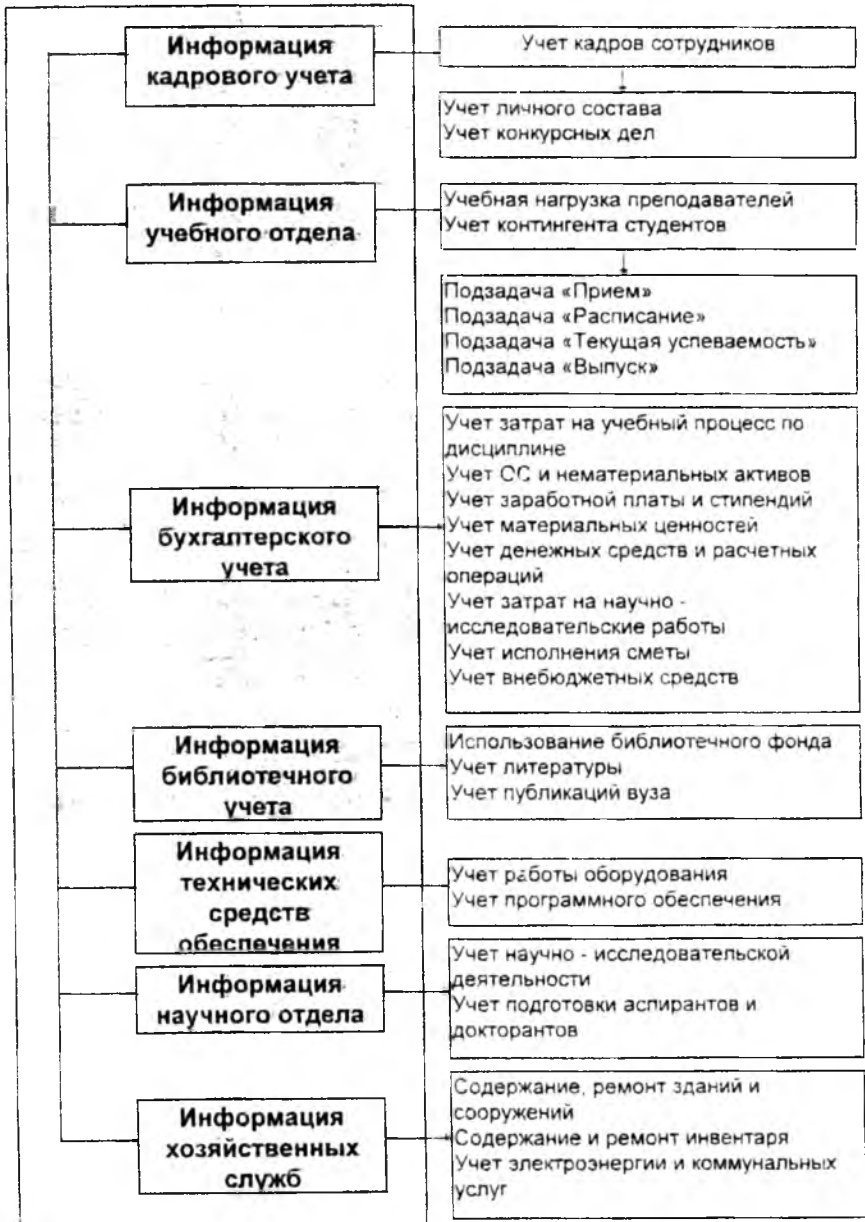 Информация
кадрового учета
Учет кадров сотрудников
Учет личного состава
Учет конкурсных дел
Информация
учебного отдела
Учебная нагрузка преподавателей
Учет контингента студентов
Подзадача «Прием»
Подзадача «Расписание»
Подзадача «Текущая успеваемость»
Подзадача «Выпуск»
Информация
бухгалтерского
учета
Учет затрат на учебный процесс по
дисциплине
Учет ОС и нематериальных активов
Учет заработной платы и стипендий
Учет материальных ценностей
Учет денежных средств и расчетных
операций
Учет затрат на научно -
исследовательские работы
Учет исполнения сметы
Учет внебюджетных средств
Информация
библиотечного
учета
Использование библиотечного фонда
Учет литературы
Учет публикаций вуза
Информация
технических
средств
обеспечения
Учет работы оборудования
Учет программного обеспечения
Информация
научного отдела
Учет научно - исследовательской
деятельности
Учет подготовки аспирантов и
докторантов
Информация
хозяйственных
служб
Содержание, ремонт зданий и
сооружений
Содержание и ремонт инвентаря
Учет электроэнергии и коммунальных
услуг